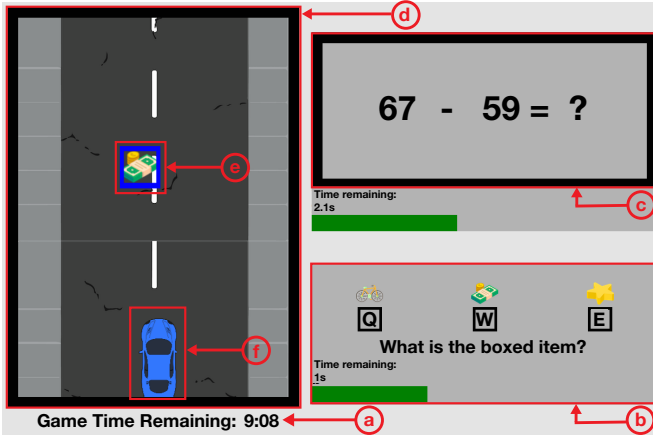 d
67 - 59 = ?
e
Time remaining:
2.1s
c
Q W E
What is the boxed item?
f
Time remaining:
1s
Game Time Remaining: 9:08
a
b